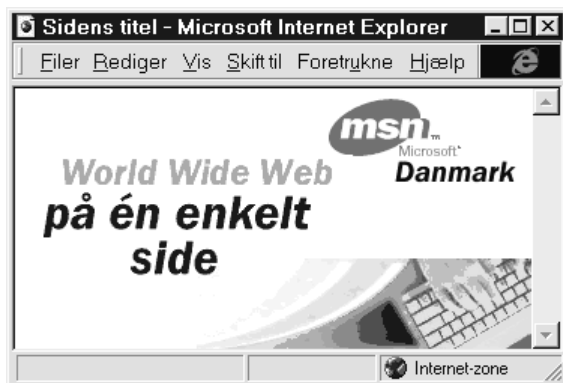 Sidens titel - Microsoft Internet Explorer
Filer Rediger Vis Skift til Foretrukne Hjælp
msn™
Microsoft®
Danmark
World Wide Web
på én enkelt
side
Internet-zone